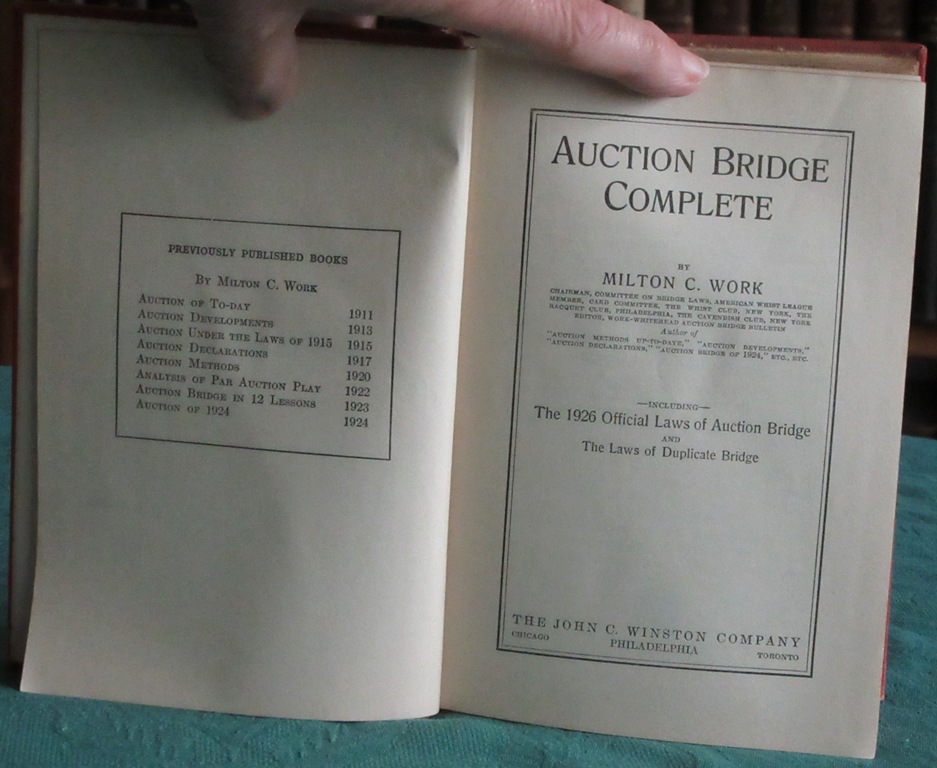 PREVIOUSLY PUBLISHED BOOKS
By Milton C. Work
Auction of To-day 1911
Auction Developments 1913
Auction Under the Laws of 1915 1915
Auction Declarations 1917
Auction Methods 1920
Analysis of Par Auction Play 1922
Auction Bridge in 12 Lessons 1923
Auction of 1924 1924
AUCTION BRIDGE
COMPLETE
BY
MILTON C. WORK
CHAIRMAN, COMMITTEE ON BRIDGE LAWS, AMERICAN WHIST LEAGUE
MEMBER, CARD COMMITTEE, THE WHIST CLUB, NEW YORK, THE
RACQUET CLUB, PHILADELPHIA, THE CAVENDISH CLUB, NEW YORK
EDITOR, WORK-WHITEHEAD AUCTION BRIDGE BULLETIN
Author of
"AUCTION METHODS UP-TO-DATE," "AUCTION DEVELOPMENTS,"
"AUCTION DECLARATIONS," "AUCTION BRIDGE OF 1924," ETC., ETC.
—INCLUDING—
The 1926 Official Laws of Auction Bridge
AND
The Laws of Duplicate Bridge
THE JOHN C. WINSTON COMPANY
CHICAGO PHILADELPHIA TORONTO